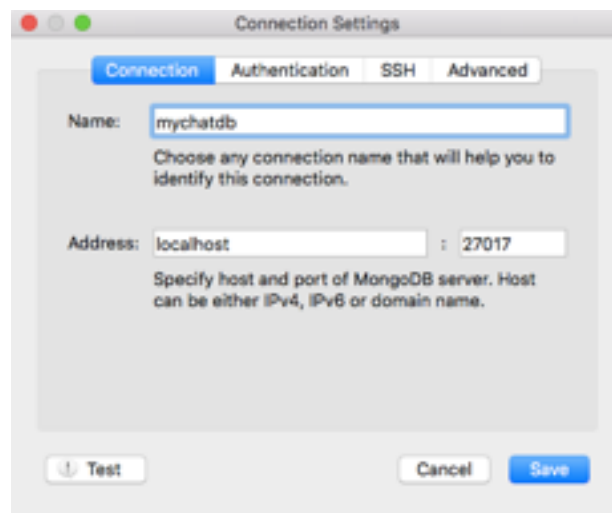 Connection Settings
Connection Authentication SSH Advanced
Name: mychatdb
Choose any connection name that will help you to
identify this connection.
Address: localhost : 27017
Specify host and port of MongoDB server. Host
can be either IPv4, IPv6 or domain name.
! Test Cancel Save